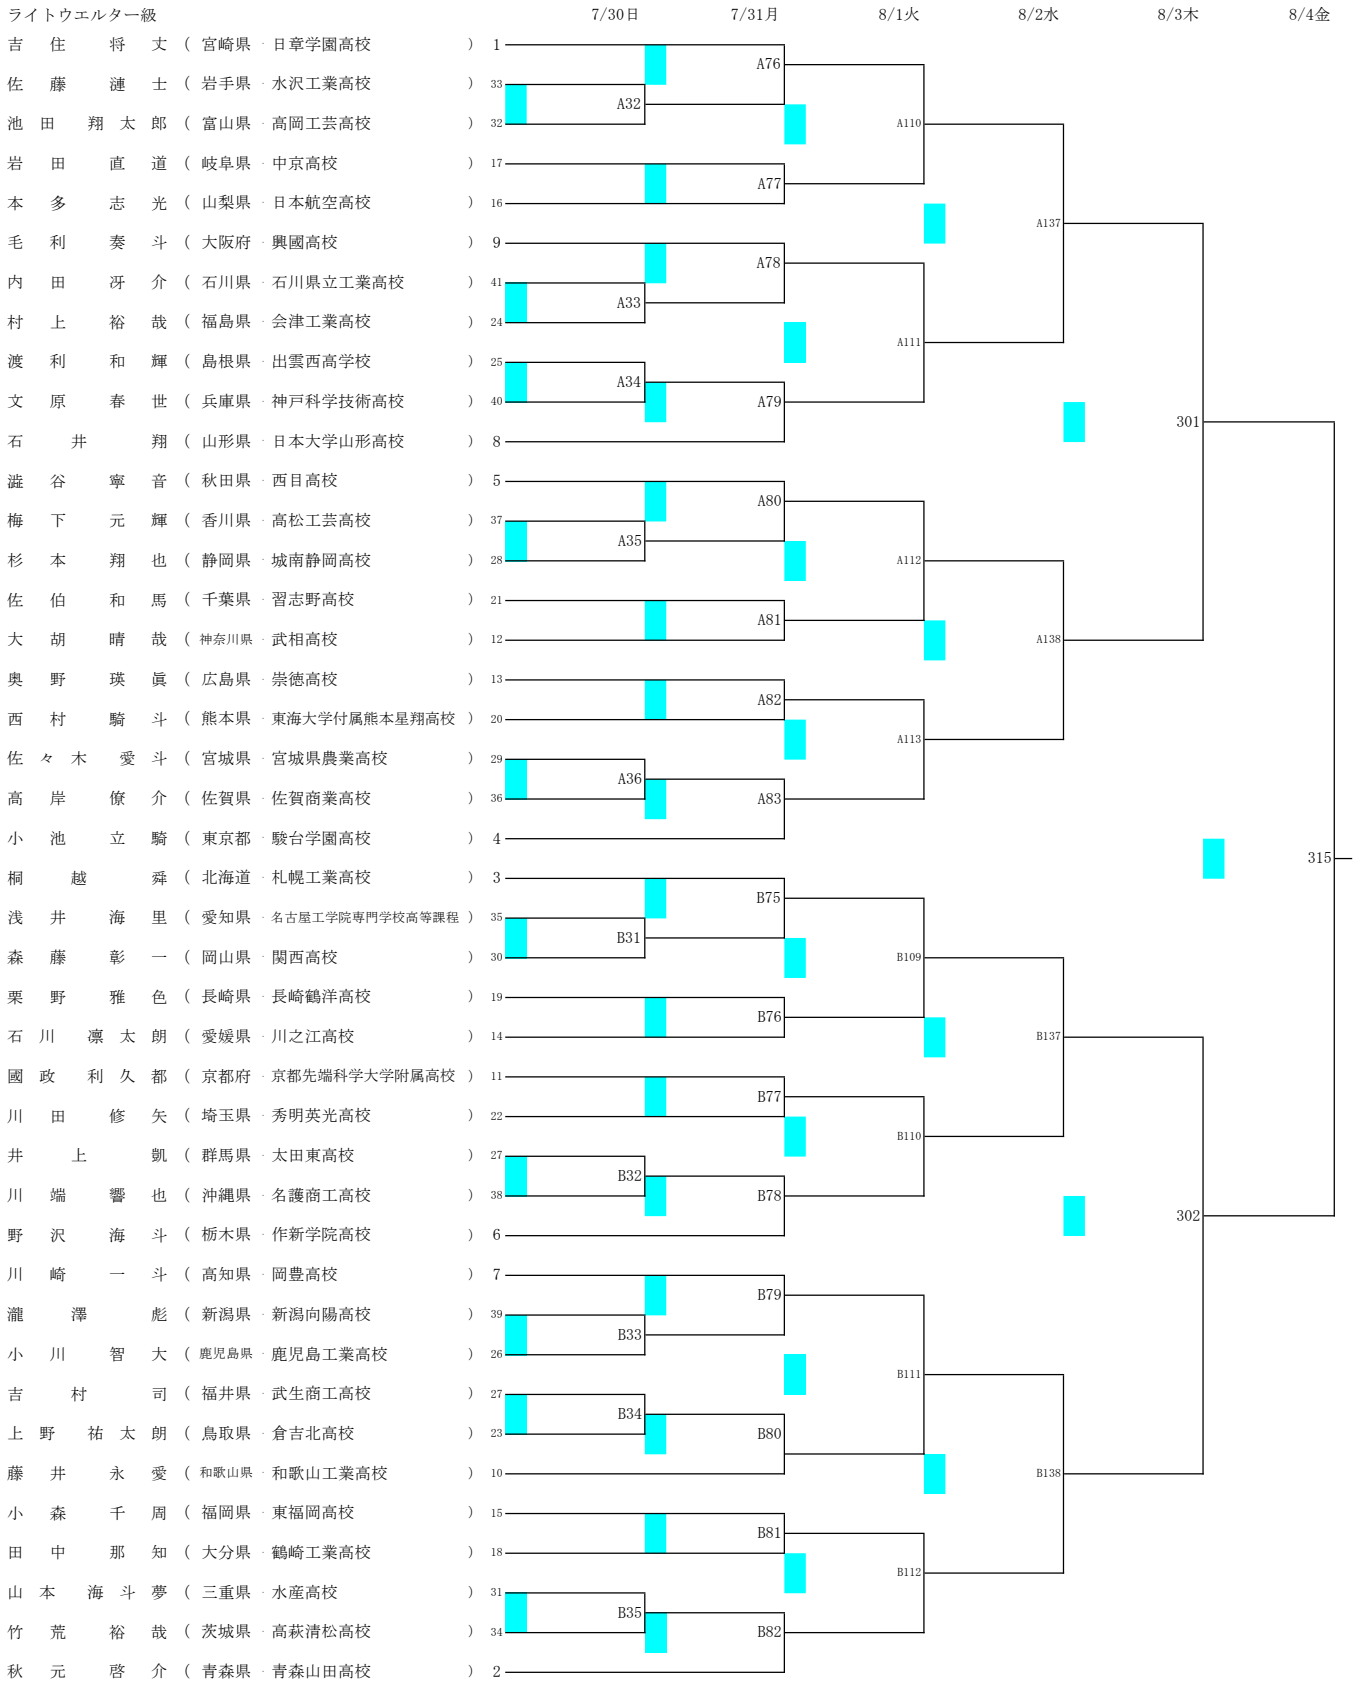 ライトウエルター級 7/30日 7/31月 8/1火 8/2水 8/3木 8/4金
吉住 将丈 ( 宮崎県 · 日章学園高校 ) 1
A76
佐藤 漣士 ( 岩手県 · 水沢工業高校 ) 33
A32
池田 翔太郎 ( 富山県 · 高岡工芸高校 ) 32 A110
岩田 直道 ( 岐阜県 · 中京高校 ) 17
A77
本多 志光 ( 山梨県 · 日本航空高校 ) 16
A137
毛利 奏斗 ( 大阪府 · 興國高校 ) 9
A78
内田 冴介 ( 石川県 · 石川県立工業高校 ) 41
A33
村上 裕哉 ( 福島県 · 会津工業高校 ) 24
A111
渡利 和輝 ( 島根県 · 出雲西高学校 ) 25
A34
文原 春世 ( 兵庫県 · 神戸科学技術高校 ) 40 A79
301
石井 翔 ( 山形県 · 日本大学山形高校 ) 8
澁谷 寧音 ( 秋田県 · 西目高校 ) 5
A80
梅下 元輝 ( 香川県 · 高松工芸高校 ) 37
A35
杉本 翔也 ( 静岡県 · 城南静岡高校 ) 28 A112
佐伯 和馬 ( 千葉県 · 習志野高校 ) 21
A81
大胡 晴哉 ( 神奈川県 · 武相高校 ) 12 A138
奥野 瑛眞 ( 広島県 · 崇徳高校 ) 13
A82
西村 騎斗 ( 熊本県 · 東海大学付属熊本星翔高校 ) 20
A113
佐々木 愛斗 ( 宮城県 · 宮城県農業高校 ) 29
A36
高岸 僚介 ( 佐賀県 · 佐賀商業高校 ) 36 A83
小池 立騎 ( 東京都 · 駿台学園高校 ) 4
315
桐越 舜 ( 北海道 · 札幌工業高校 ) 3
B75
浅井 海里 ( 愛知県 · 名古屋工学院専門学校高等課程 ) 35
B31
森藤 彰一 ( 岡山県 · 関西高校 ) 30 B109
栗野 雅色 ( 長崎県 · 長崎鶴洋高校 ) 19
B76
石川 凛太朗 ( 愛媛県 · 川之江高校 ) 14 B137
國政 利久都 ( 京都府 · 京都先端科学大学附属高校 ) 11
B77
川田 修矢 ( 埼玉県 · 秀明英光高校 ) 22
B110
井上 凱 ( 群馬県 · 太田東高校 ) 27
B32
川端 響也 ( 沖縄県 · 名護商工高校 ) 38 B78
302
野沢 海斗 ( 栃木県 · 作新学院高校 ) 6
川崎 一斗 ( 高知県 · 岡豊高校 ) 7
B79
瀧澤 彪 ( 新潟県 · 新潟向陽高校 ) 39
B33
小川 智大 ( 鹿児島県 · 鹿児島工業高校 ) 26
B111
吉村 司 ( 福井県 · 武生商工高校 ) 27
B34
上野 祐太朗 ( 鳥取県 · 倉吉北高校 ) 23 B80
藤井 永愛 ( 和歌山県 · 和歌山工業高校 ) 10 B138
小森 千周 ( 福岡県 · 東福岡高校 ) 15
B81
田中 那知 ( 大分県 · 鶴崎工業高校 ) 18
B112
山本 海斗夢 ( 三重県 · 水産高校 ) 31
B35
竹荒 裕哉 ( 茨城県 · 高萩清松高校 ) 34 B82
秋元 啓介 ( 青森県 · 青森山田高校 ) 2